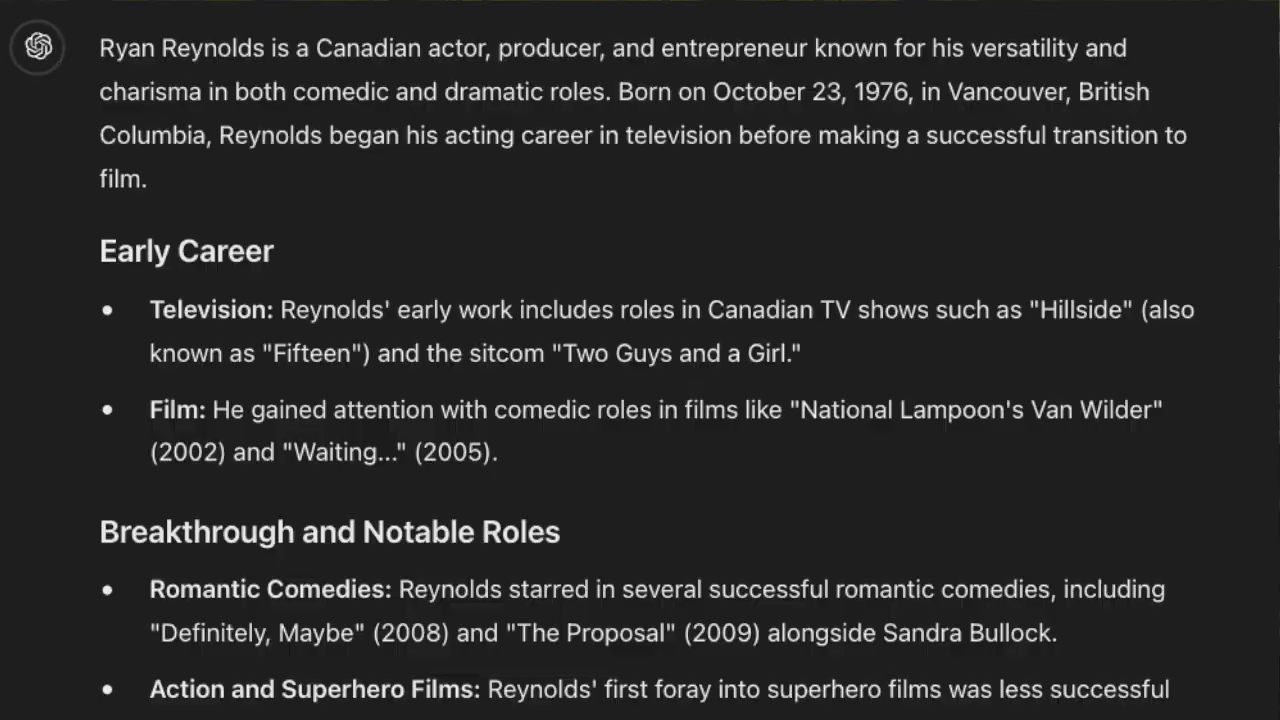 Ryan Reynolds is a Canadian actor, producer, and entrepreneur known for his versatility and
charisma in both comedic and dramatic roles. Born on October 23, 1976, in Vancouver, British
Columbia, Reynolds began his acting career in television before making a successful transition to
film.
Early Career
• Television: Reynolds' early work includes roles in Canadian TV shows such as "Hillside" (also
known as "Fifteen") and the sitcom "Two Guys and a Girl."
• Film: He gained attention with comedic roles in films like "National Lampoon's Van Wilder"
(2002) and "Waiting..." (2005).
Breakthrough and Notable Roles
• Romantic Comedies: Reynolds starred in several successful romantic comedies, including
"Definitely, Maybe" (2008) and "The Proposal" (2009) alongside Sandra Bullock.
• Action and Superhero Films: Reynolds' first foray into superhero films was less successful